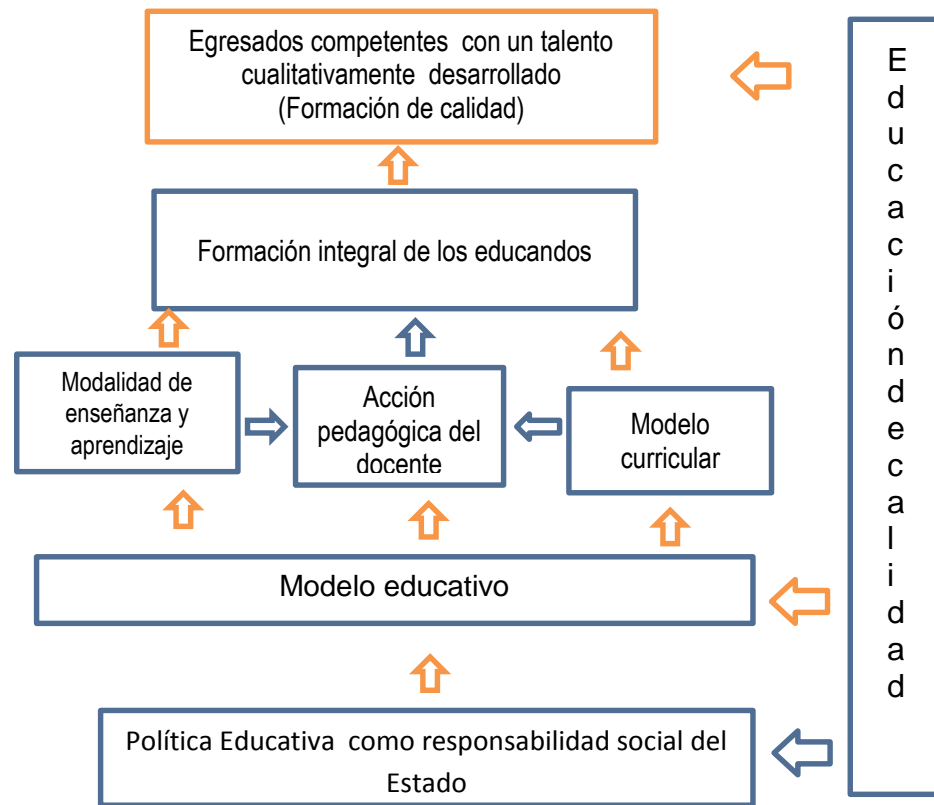 Egresados competentes con un talento
cualitativamente desarrollado
(Formación de calidad)
Formación integral de los educandos
Modalidad de
enseñanza y
aprendizaje
Acción
pedagógica del
docente
Modelo
curricular
Modelo educativo
Política Educativa como responsabilidad social del
Estado
E
d
u
c
a
c
i
ó
n
d
e
c
a
l
i
d
a
d